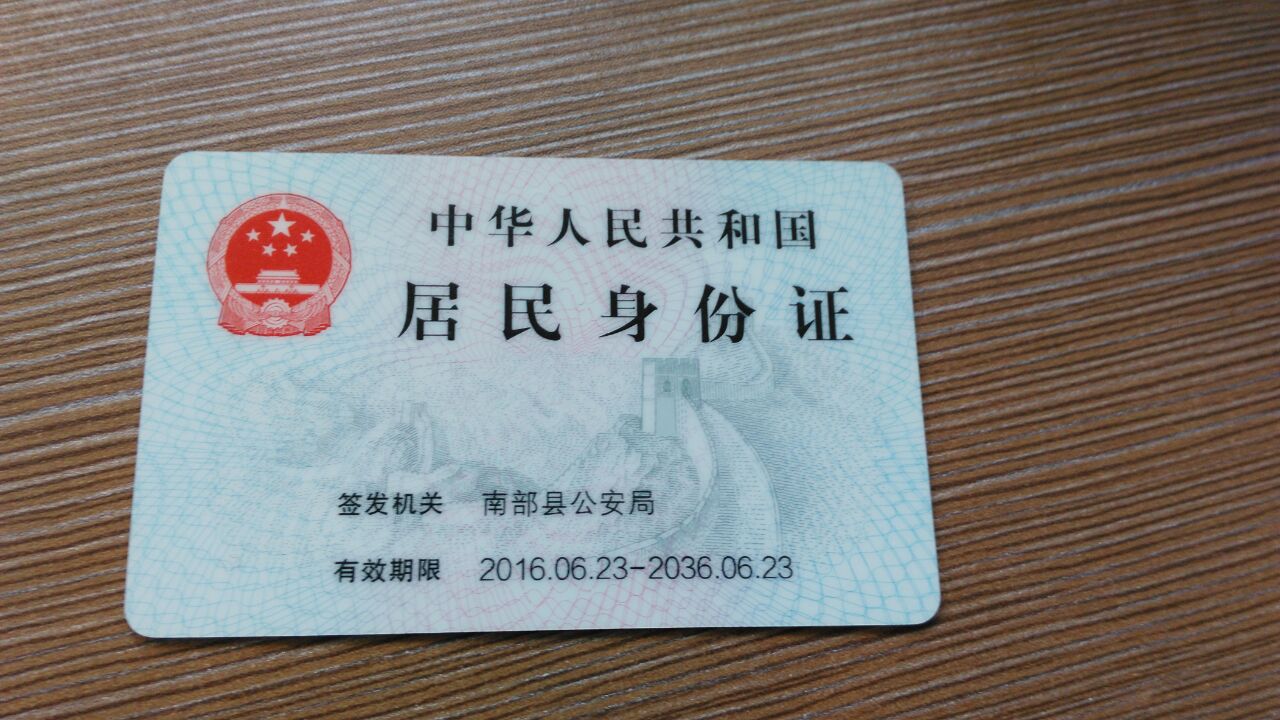 中华人民共和国
居民身份证
签发机关 南部县公安局
有效期限 2016.06.23-2036.06.23